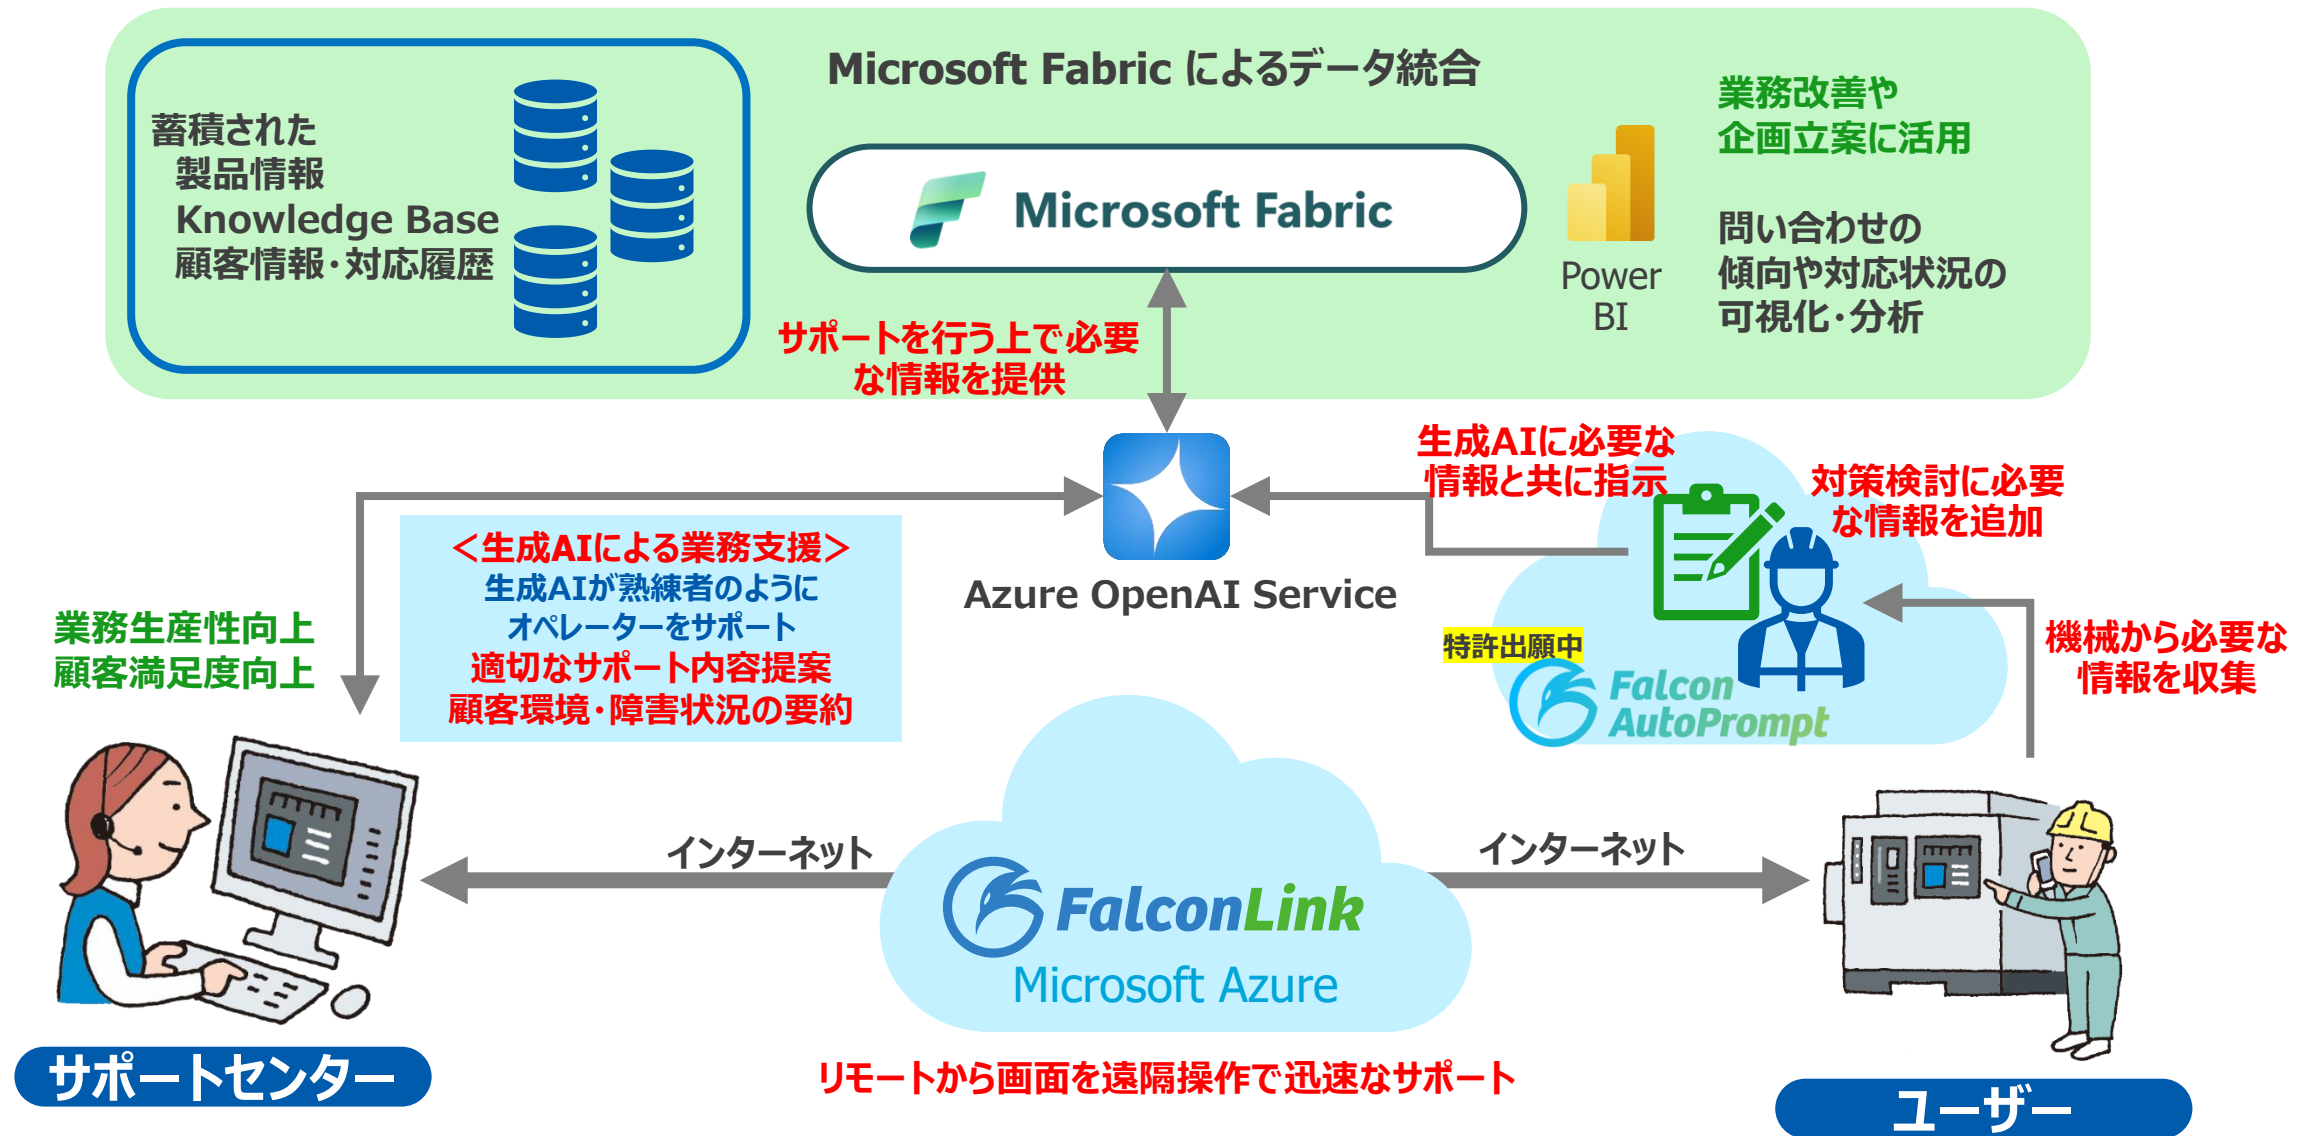 Microsoft Fabric によるデータ統合
蓄積された
製品情報
Knowledge Base
顧客情報・対応履歴
Microsoft Fabric
Power
BI
業務改善や
企画立案に活用
問い合わせの
傾向や対応状況の
可視化・分析
サポートを行う上で必要
な情報を提供
Azure OpenAI Service
生成AIに必要な
情報と共に指示
対策検討に必要
な情報を追加
特許出願中
Falcon
AutoPrompt
機械から必要な
情報を収集
＜生成AIによる業務支援＞
生成AIが熟練者のように
オペレーターをサポート
適切なサポート内容提案
顧客環境・障害状況の要約
業務生産性向上
顧客満足度向上
インターネット
FalconLink
Microsoft Azure
インターネット
リモートから画面を遠隔操作で迅速なサポート
サポートセンター
ユーザー